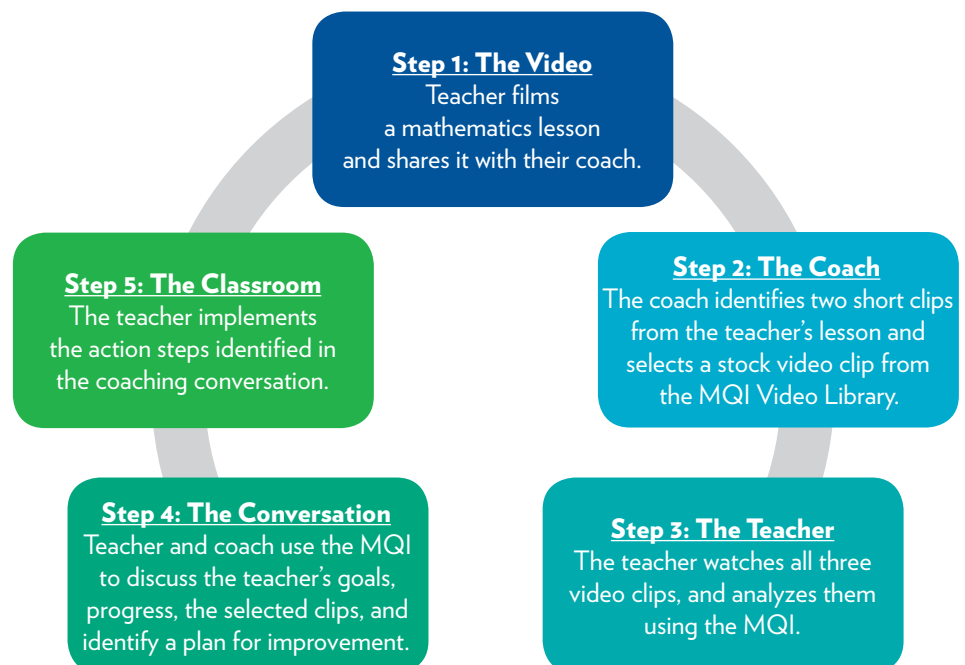 Step 1: The Video
Teacher films
a mathematics lesson
and shares it with their coach.
Step 2: The Coach
The coach identifies two short clips
from the teacher’s lesson and
selects a stock video clip from
the MQI Video Library.
Step 3: The Teacher
The teacher watches all three
video clips, and analyzes them
using the MQI.
Step 4: The Conversation
Teacher and coach use the MQI
to discuss the teacher’s goals,
progress, the selected clips, and
identify a plan for improvement.
Step 5: The Classroom
The teacher implements
the action steps identified in
the coaching conversation.